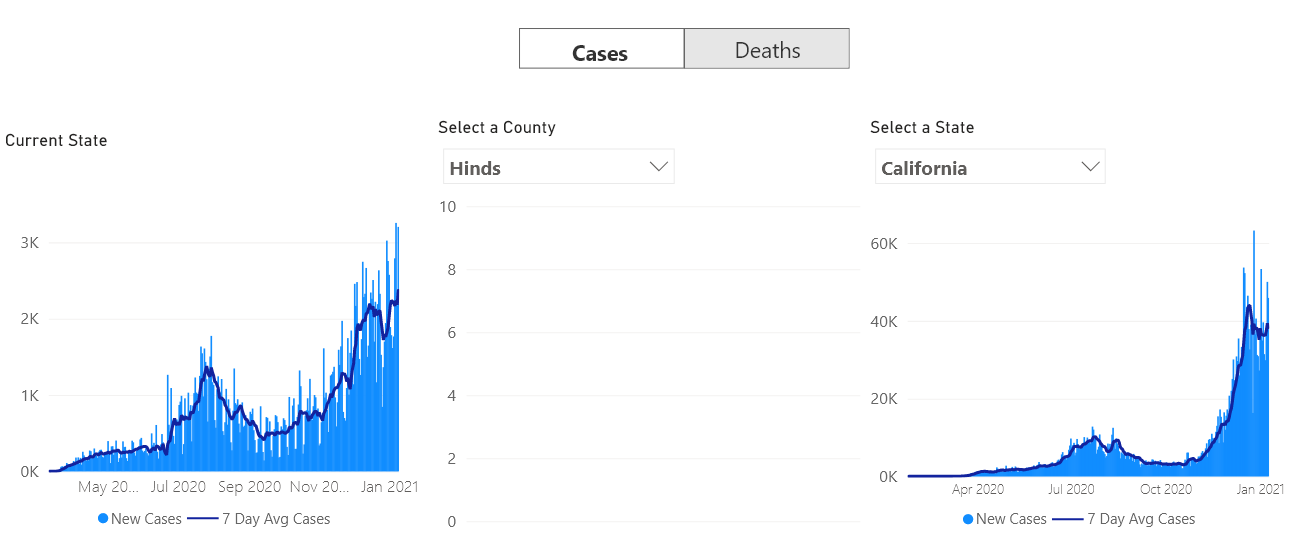 Cases Deaths
Current State
Select a County
Select a State
Hinds
California
3K
2K
1K
0K
May 20... Jul 2020 Sep 2020 Nov 20... Jan 2021
New Cases 7 Day Avg Cases
10
8
6
4
2
0
60K
40K
20K
0K
Apr 2020 Jul 2020 Oct 2020 Jan 2021
New Cases 7 Day Avg Cases